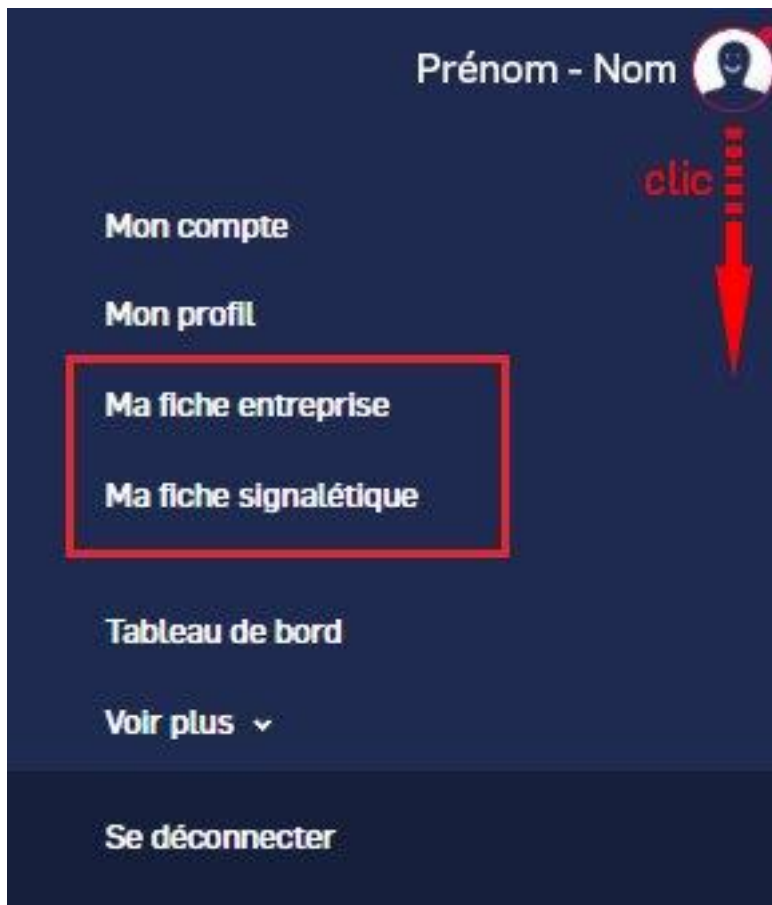 Prénom - Nom
clic
Mon compte
Mon profil
Ma fiche entreprise
Ma fiche signalétique
Tableau de bord
Voir plus
Se déconnecter